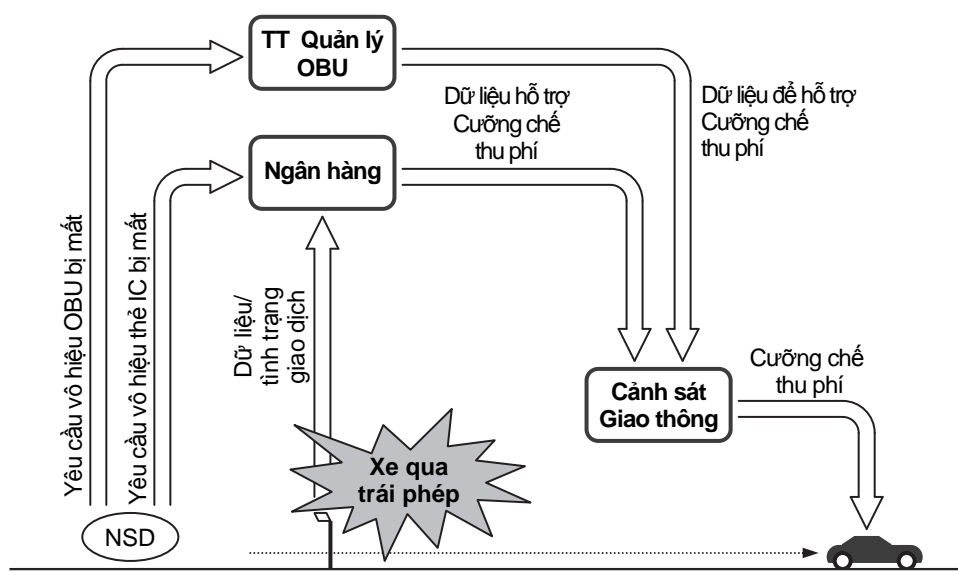 TT Quản lý
OBU
Dữ liệu hỗ trợ
Cưỡng chế
thu phí
Dữ liệu để hỗ trợ
Cưỡng chế
thu phí
Ngân hàng
Yêu cầu vô hiệu OBU bị mất
Yêu cầu vô hiệu thẻ IC bị mất
Dữ liệu/
tình trạng
giao dịch
Cưỡng chế
thu phí
Cảnh sát
Giao thông
Xe qua
trái phép
NSD